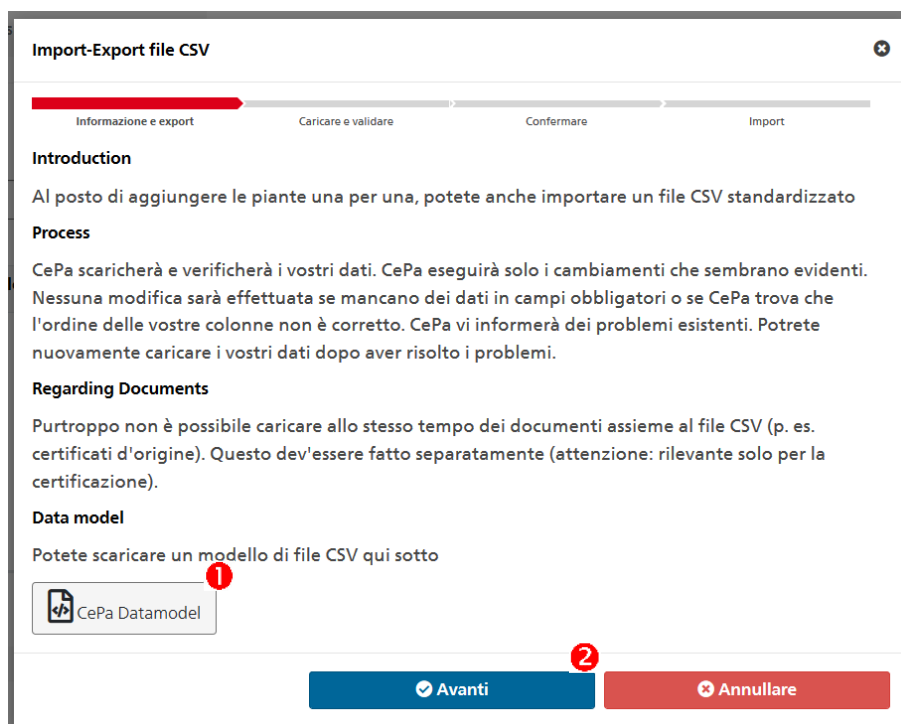 Import-Export file CSV
Informazione e export
Caricare e validare
Confermare
Import
Introduction
Al posto di aggiungere le piante una per una, potete anche importare un file CSV standardizzato
Process
CePa scaricherà e verificherà i vostri dati. CePa eseguirà solo i cambiamenti che sembrano evidenti.
Nessuna modifica sarà effettuata se mancano dei dati in campi obbligatori o se CePa trova che
l'ordine delle vostre colonne non è corretto. CePa vi informerà dei problemi esistenti. Potrete
nuovamente caricare i vostri dati dopo aver risolto i problemi.
Regarding Documents
Purtroppo non è possibile caricare allo stesso tempo dei documenti assieme al file CSV (p. es.
certificati d'origine). Questo dev'essere fatto separatamente (attenzione: rilevante solo per la
certificazione).
Data model
Potete scaricare un modello di file CSV qui sotto
1
CePa Datamodel
2
Avanti
Annullare